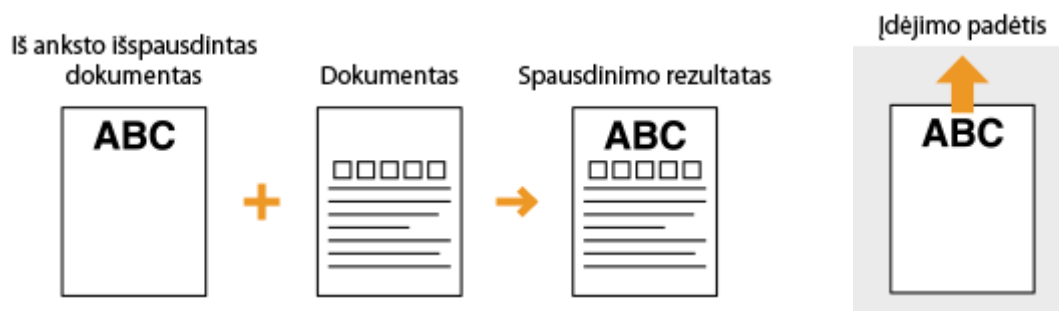 Iš anksto išspausdintas
dokumentas
Dokumentas
Spausdinimo rezultatas
Įdėjimo padėtis
ABC
ABC
ABC